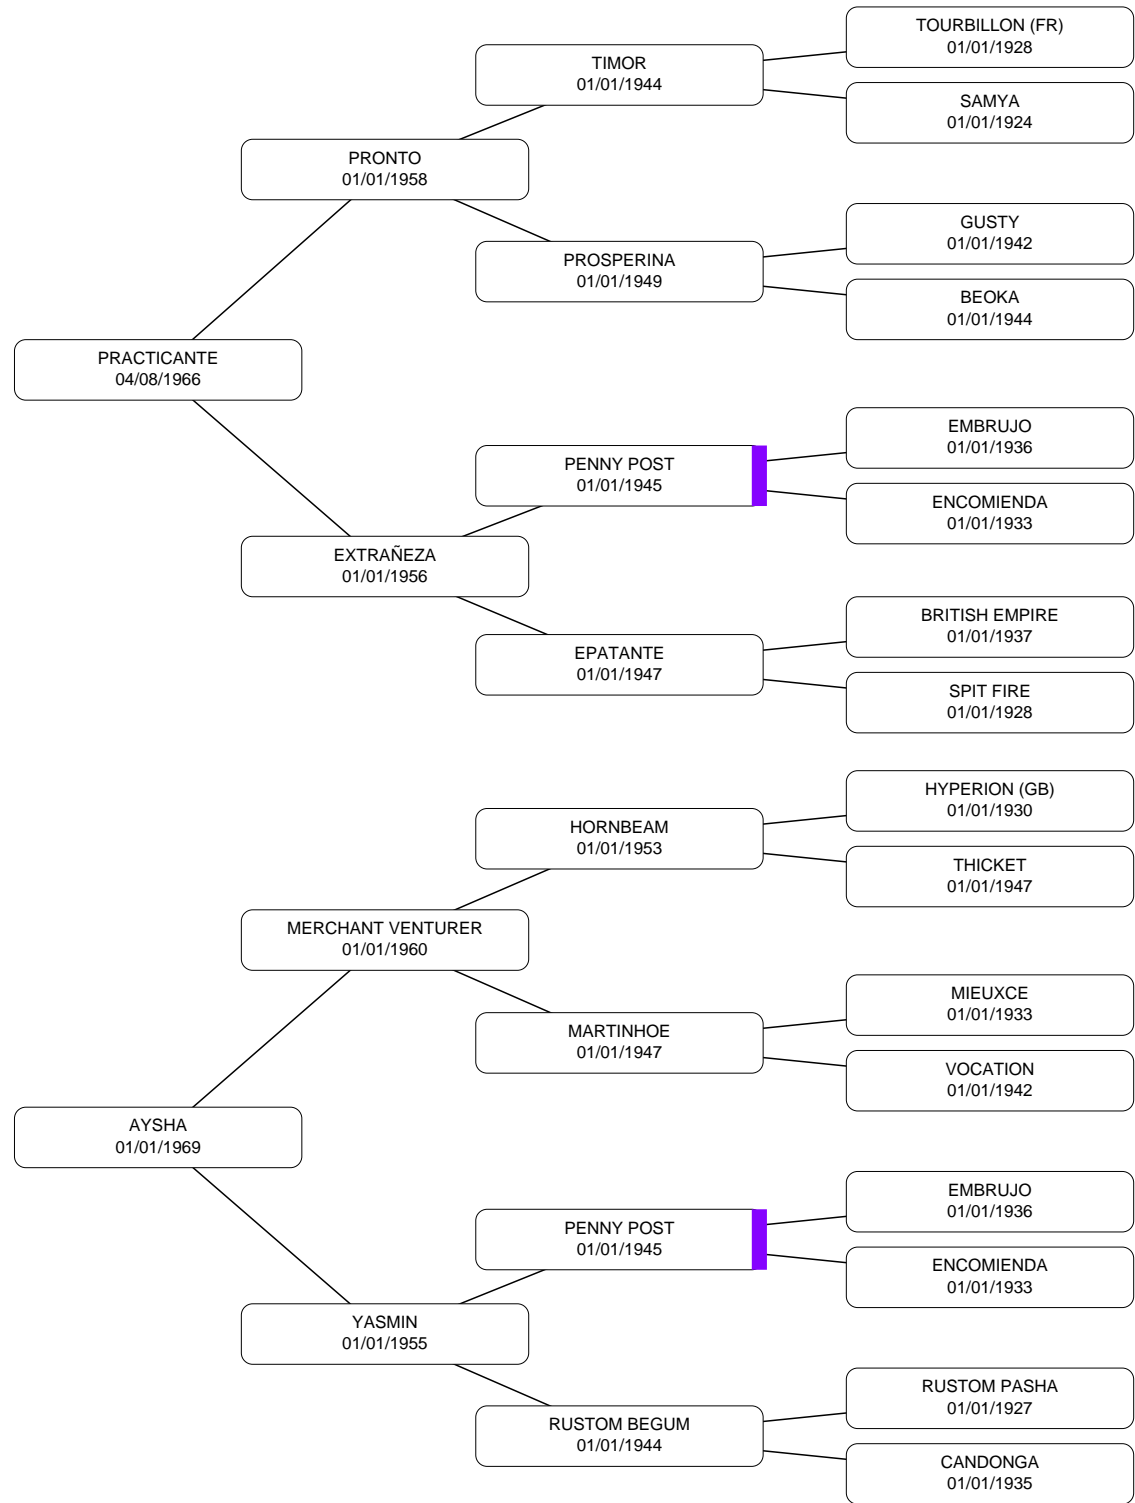 TOURBILLON (FR)
01/01/1928
TIMOR
01/01/1944
SAMYA
01/01/1924
PRONTO
01/01/1958
GUSTY
01/01/1942
PROSPERINA
01/01/1949
BEOKA
01/01/1944
PRACTICANTE
04/08/1966
EMBRUJO
01/01/1936
PENNY POST
01/01/1945
ENCOMIENDA
01/01/1933
EXTRAÑEZA
01/01/1956
BRITISH EMPIRE
01/01/1937
EPATANTE
01/01/1947
SPIT FIRE
01/01/1928
HYPERION (GB)
01/01/1930
HORNBEAM
01/01/1953
THICKET
01/01/1947
MERCHANT VENTURER
01/01/1960
MIEUXCE
01/01/1933
MARTINHOE
01/01/1947
VOCATION
01/01/1942
AYSHA
01/01/1969
EMBRUJO
01/01/1936
PENNY POST
01/01/1945
ENCOMIENDA
01/01/1933
YASMIN
01/01/1955
RUSTOM PASHA
01/01/1927
RUSTOM BEGUM
01/01/1944
CANDONGA
01/01/1935